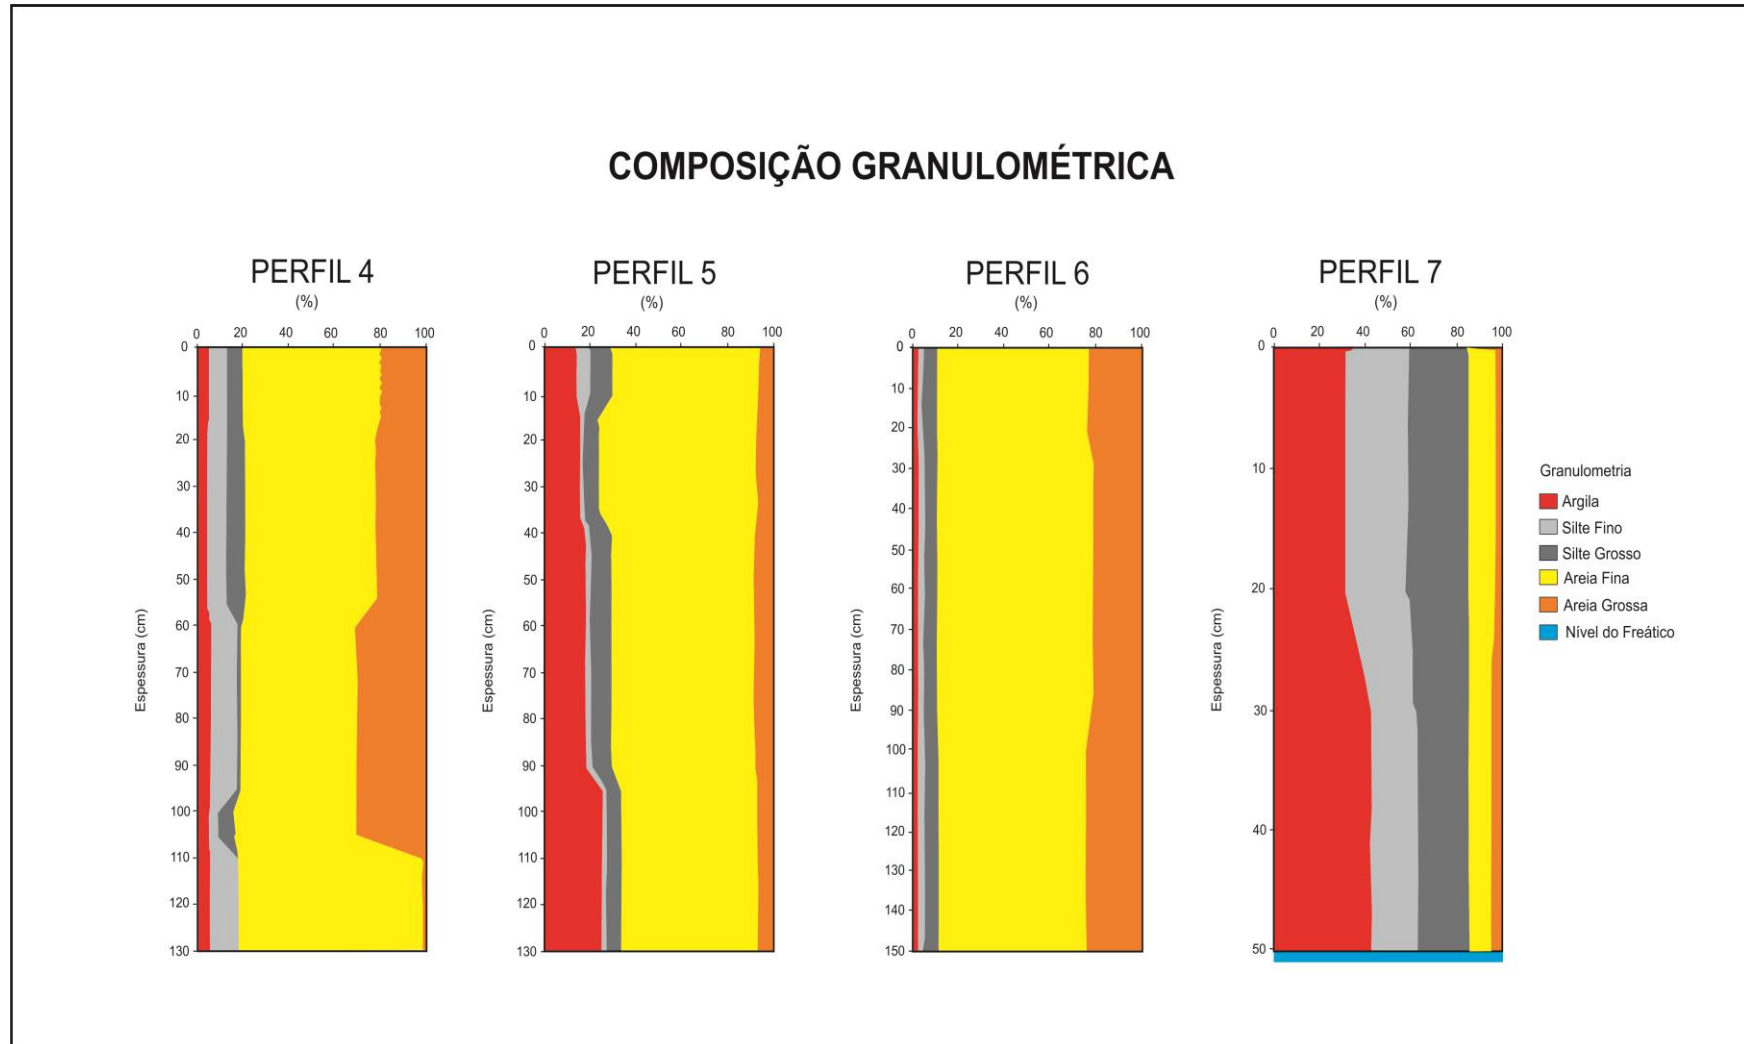 COMPOSIÇÃO GRANULOMÉTRICA
PERFIL 4
(%)
0 20 40 60 80 100
0
10
20
30
40
50
60
70
80
90
100
110
120
130
Espessura (cm)
PERFIL 5
(%)
0 20 40 60 80 100
0
10
20
30
40
50
60
70
80
90
100
110
120
130
Espessura (cm)
PERFIL 6
(%)
0 20 40 60 80 100
0
10
20
30
40
50
60
70
80
90
100
110
120
130
140
150
Espessura (cm)
PERFIL 7
(%)
0 20 40 60 80 100
0
10
20
30
40
50
Espessura (cm)
Granulometria
Argila
Silte Fino
Silte Grosso
Areia Fina
Areia Grossa
Nível do Freático